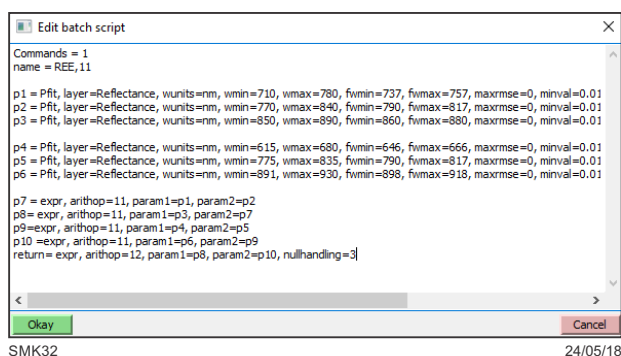 Edit batch script
Commands = 1
name = REE,11
p1 = Pfit, layer=Reflectance, wunits=nm, wmin=710, wmax=780, fwmin=737, fwmax=757, maxrmse=0, minval=0.01
p2 = Pfit, layer=Reflectance, wunits=nm, wmin=770, wmax=840, fwmin=790, fwmax=817, maxrmse=0, minval=0.01
p3 = Pfit, layer=Reflectance, wunits=nm, wmin=850, wmax=890, fwmin=860, fwmax=880, maxrmse=0, minval=0.01
p4 = Pfit, layer=Reflectance, wunits=nm, wmin=615, wmax=680, fwmin=646, fwmax=666, maxrmse=0, minval=0.01
p5 = Pfit, layer=Reflectance, wunits=nm, wmin=775, wmax=835, fwmin=790, fwmax=817, maxrmse=0, minval=0.01
p6 = Pfit, layer=Reflectance, wunits=nm, wmin=891, wmax=930, fwmin=898, fwmax=918, maxrmse=0, minval=0.01
p7 = expr, arithop=11, param1=p1, param2=p2
p8= expr, arithop=11, param1=p3, param2=p7
p9=expr, arithop=11, param1=p4, param2=p5
p10 =expr, arithop=11, param1=p6, param2=p9
return= expr, arithop=12, param1=p8, param2=p10, nullhandling=3
Okay
Cancel
SMK32
24/05/18